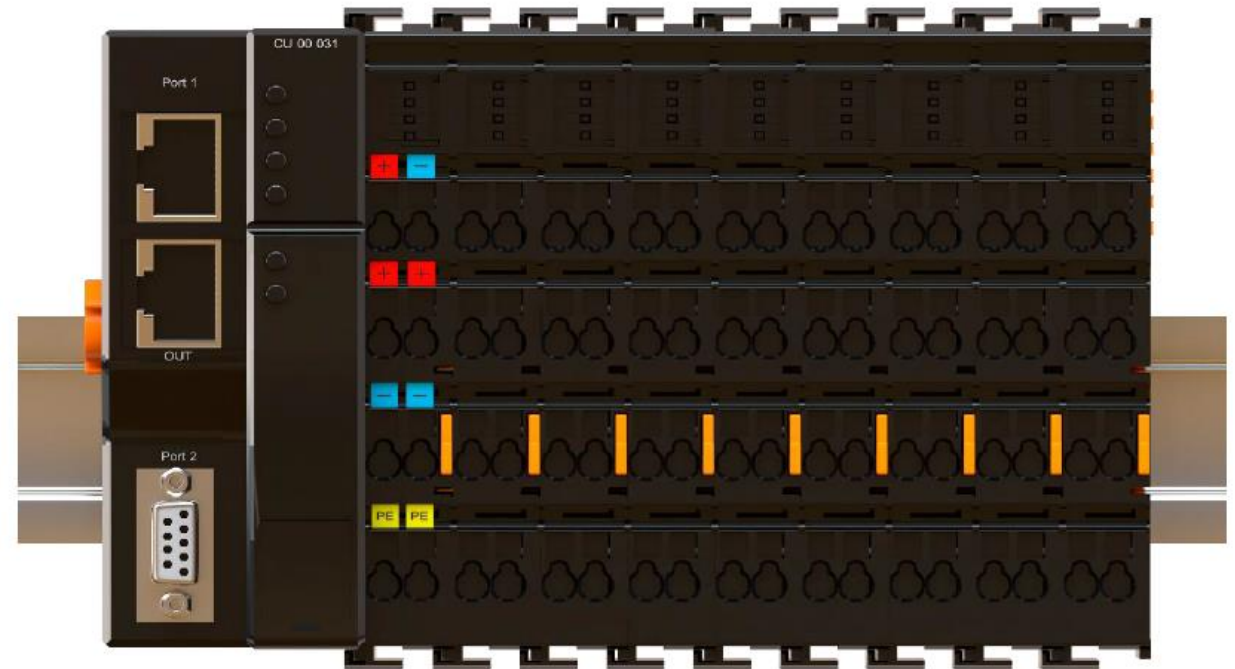 CU 00 031
Port 1
+ −
+ +
OUT
− −
Port 2
PE PE